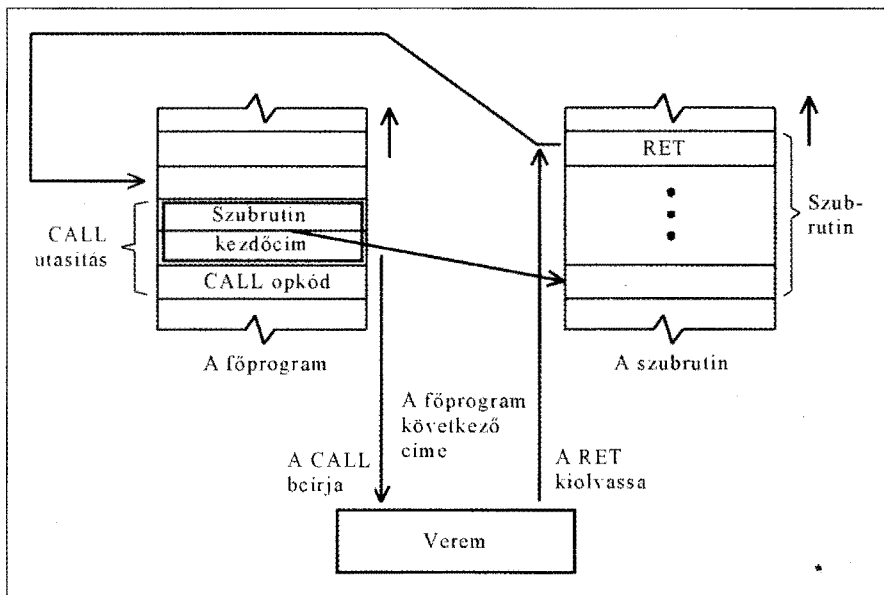 RET
Szubrutin
kezdőcím
CALL
utasítás
CALL opkód
Szub-
rutin
A főprogram
A szubrutin
A főprogram
következő
címe
A CALL
beírja
A RET
kiolvassa
Verem